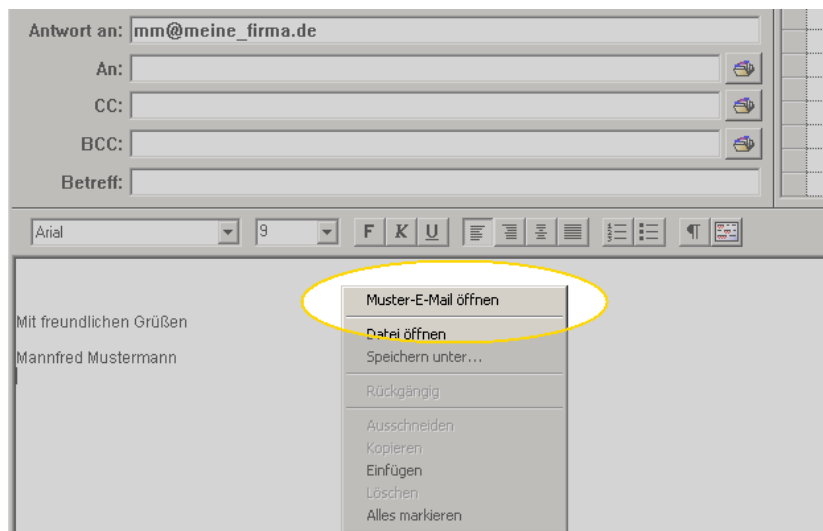 Antwort an: mm@meine_firma.de
An:
CC:
BCC:
Betreff:
Arial 9 F K U
Mit freundlichen Grüßen
Mannfred Mustermann
Muster-E-Mail öffnen
Datei öffnen
Speichern unter...
Rückgängig
Ausschneiden
Kopieren
Einfügen
Löschen
Alles markieren